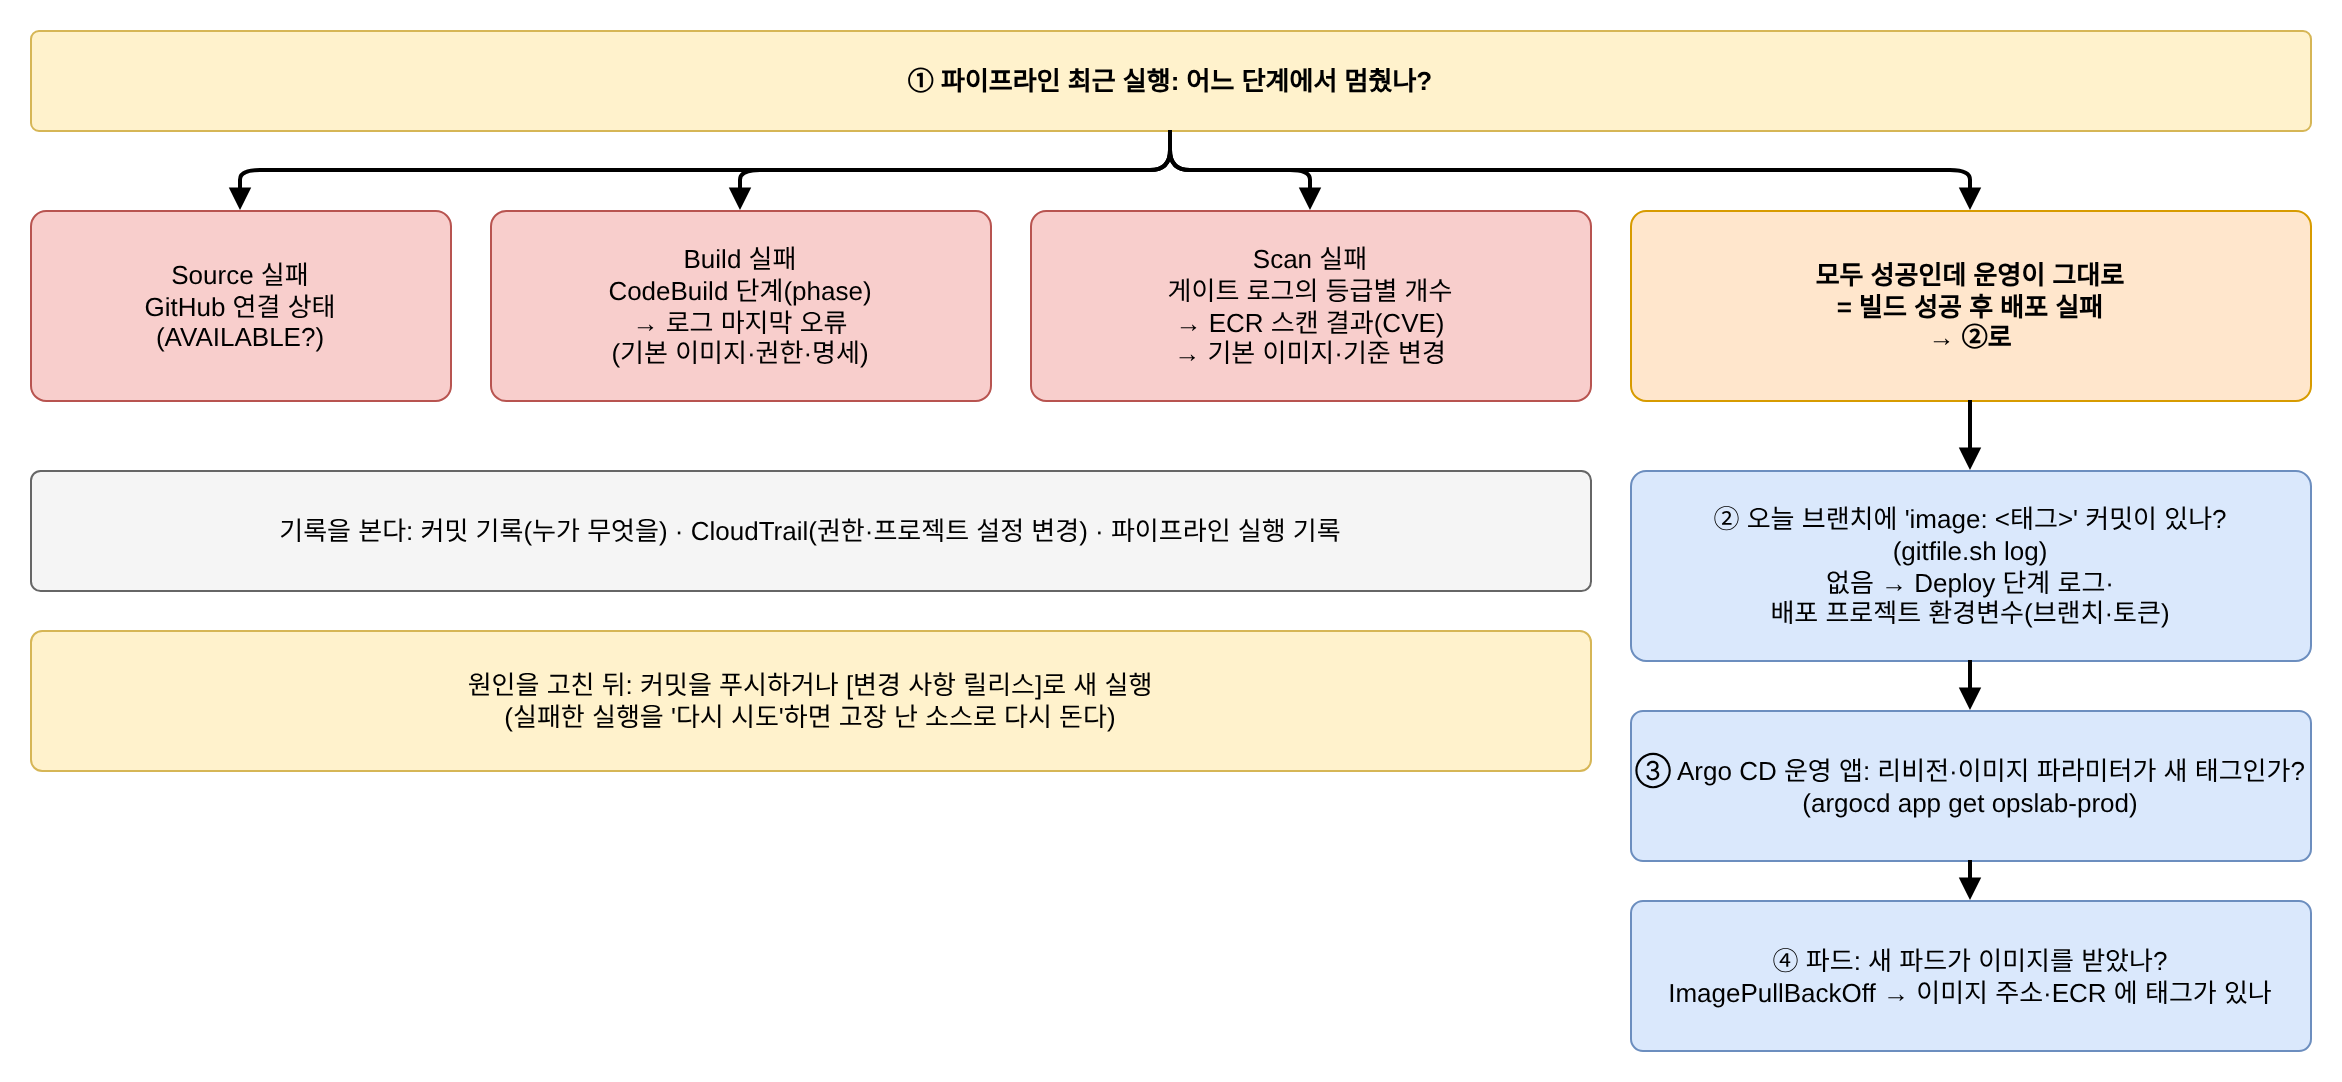 ① 파이프라인 최근 실행: 어느 단계에서 멈췄나?
Source 실패
GitHub 연결 상태
(AVAILABLE?)
Build 실패
CodeBuild 단계(phase)
→ 로그 마지막 오류
(기본 이미지·권한·명세)
Scan 실패
게이트 로그의 등급별 개수
→ ECR 스캔 결과(CVE)
→ 기본 이미지·기준 변경
모두 성공인데 운영이 그대로
= 빌드 성공 후 배포 실패
→ ②로
기록을 본다: 커밋 기록(누가 무엇을) · CloudTrail(권한·프로젝트 설정 변경) · 파이프라인 실행 기록
원인을 고친 뒤: 커밋을 푸시하거나 [변경 사항 릴리스]로 새 실행
(실패한 실행을 '다시 시도'하면 고장 난 소스로 다시 돈다)
② 오늘 브랜치에 'image: <태그>' 커밋이 있나?
(gitfile.sh log)
없음 → Deploy 단계 로그·
배포 프로젝트 환경변수(브랜치·토큰)
③ Argo CD 운영 앱: 리비전·이미지 파라미터가 새 태그인가?
(argocd app get opslab-prod)
④ 파드: 새 파드가 이미지를 받았나?
ImagePullBackOff → 이미지 주소·ECR 에 태그가 있나